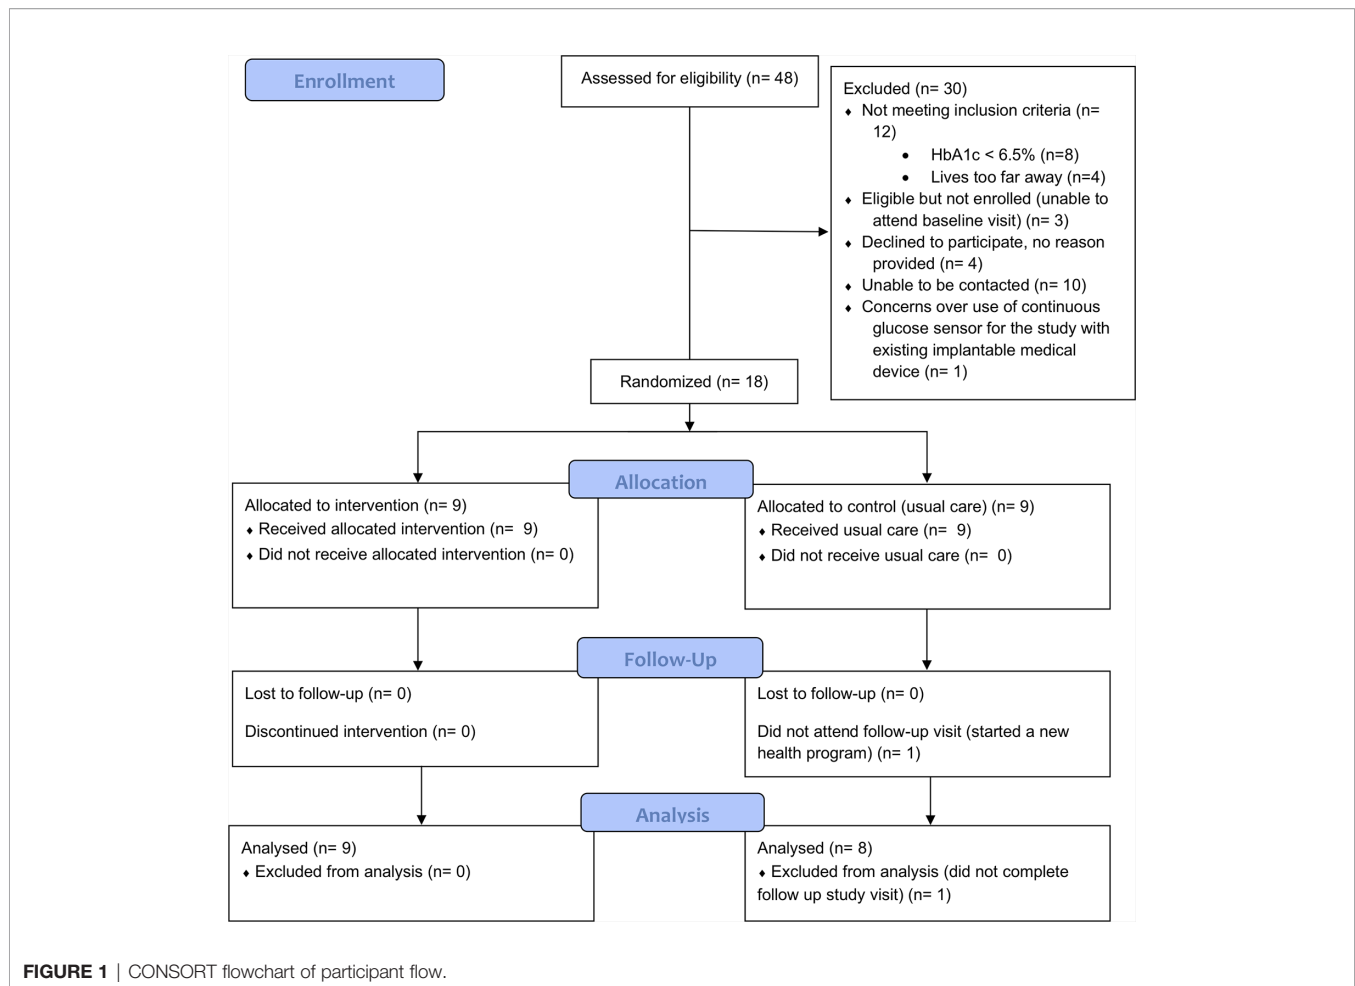 Enrollment
Assessed for eligibility (n= 48)
Excluded (n= 30)
♦ Not meeting inclusion criteria (n=
12)
● HbA1c < 6.5% (n=8)
● Lives too far away (n=4)
♦ Eligible but not enrolled (unable to
attend baseline visit) (n= 3)
♦ Declined to participate, no reason
provided (n= 4)
♦ Unable to be contacted (n= 10)
♦ Concerns over use of continuous
glucose sensor for the study with
existing implantable medical
device (n= 1)
Randomized (n= 18)
Allocation
Allocated to intervention (n= 9)
♦ Received allocated intervention (n=  9)
♦ Did not receive allocated intervention (n= 0)
Allocated to control (usual care) (n= 9)
♦ Received usual care (n=  9)
♦ Did not receive usual care (n=  0)
Follow-Up
Lost to follow-up (n= 0)
Discontinued intervention (n= 0)
Lost to follow-up (n= 0)
Did not attend follow-up visit (started a new
health program) (n= 1)
Analysis
Analysed (n= 9)
♦ Excluded from analysis (n= 0)
Analysed (n= 8)
♦ Excluded from analysis (did not complete
follow up study visit) (n= 1)
FIGURE 1 | CONSORT flowchart of participant flow.